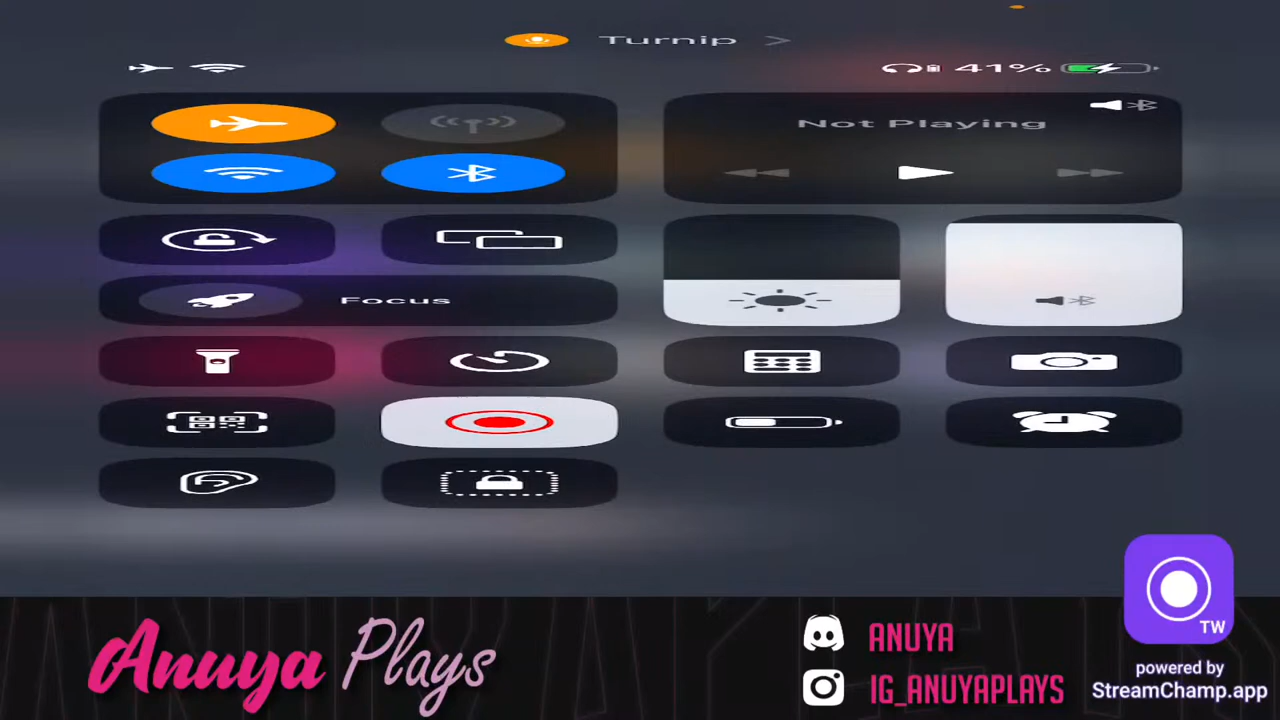 Turnip
41%
Not Playing
Focus
Anuya Plays
ANUYA
IG_ANUYAPLAYS
TW
powered by
StreamChamp.app